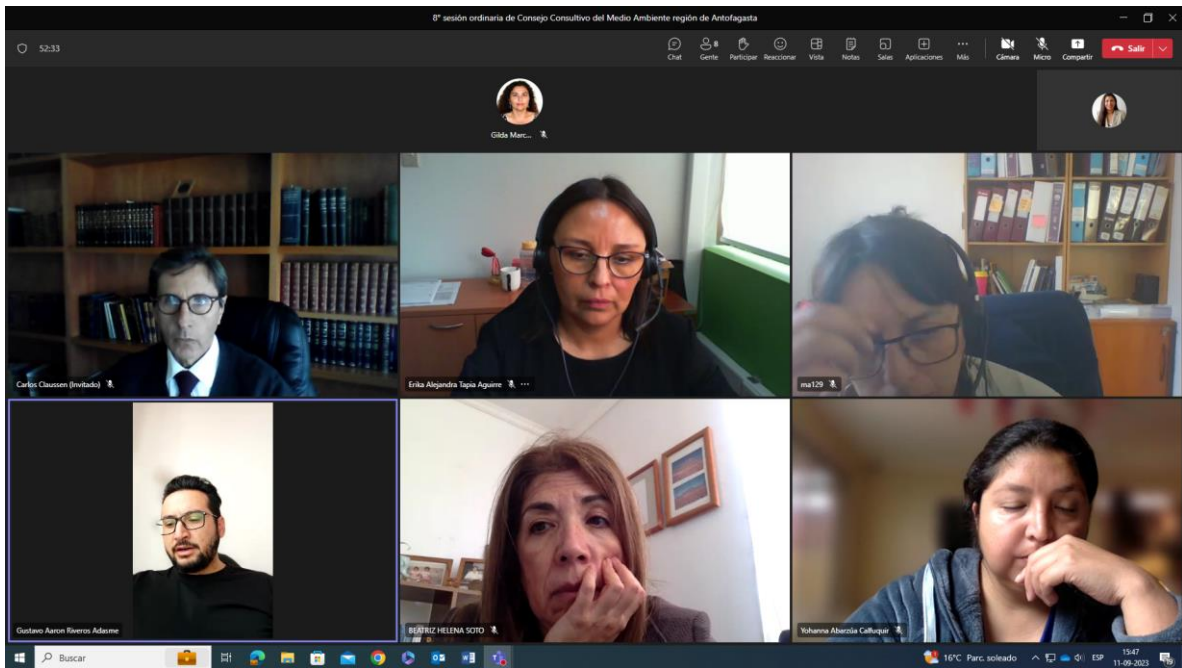 8° sesión ordinaria de Consejo Consultivo del Medio Ambiente región de Antofagasta
52:33
Chat
Gente 8
Participar
Reaccionar
Vista
Notas
Salas
Aplicaciones
Más
Cámara
Micro
Compartir
Salir
Gilda Marc...
Carlos Claussen (Invitado)
Erika Alejandra Tapia Aguirre
ma129
Gustavo Aaron Riveros Adasme
BEATRIZ HELENA SOTO
Yohanna Abarzúa Calfuquir
Buscar
16°C Parc. soleado
ESP
15:47
11-09-2023